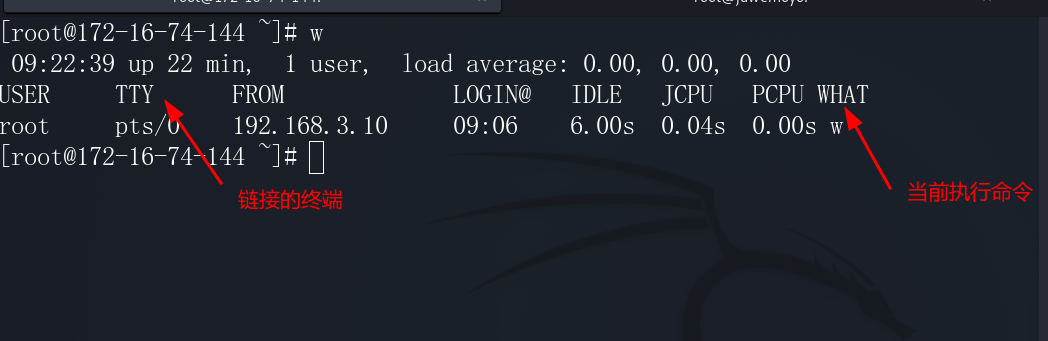 [root@172-16-74-144 ~]# w
09:22:39 up 22 min, 1 user, load average: 0.00, 0.00, 0.00
USER TTY FROM LOGIN@ IDLE JCPU PCPU WHAT
root pts/0 192.168.3.10 09:06 6.00s 0.04s 0.00s w
[root@172-16-74-144 ~]#
链接的终端
当前执行命令